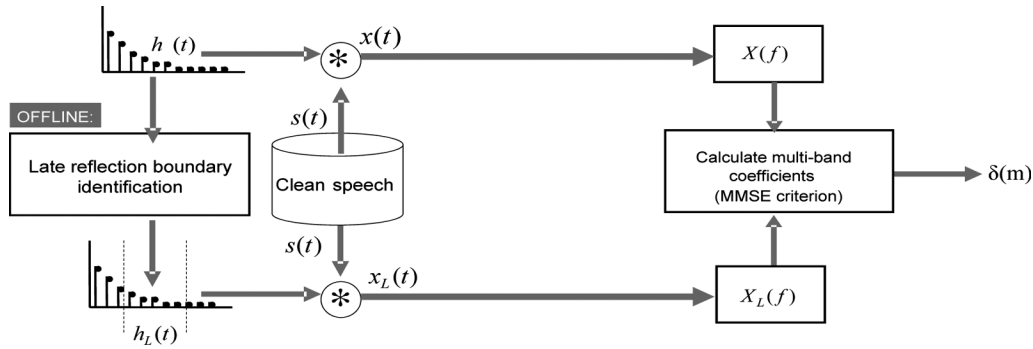 h (t)
x(t)
X(f)
OFFLINE:
s(t)
Late reflection boundary
identification
Clean speech
Calculate multi-band
coefficients
(MMSE criterion)
δ(m)
s(t)
x_L(t)
X_L(f)
h_L(t)